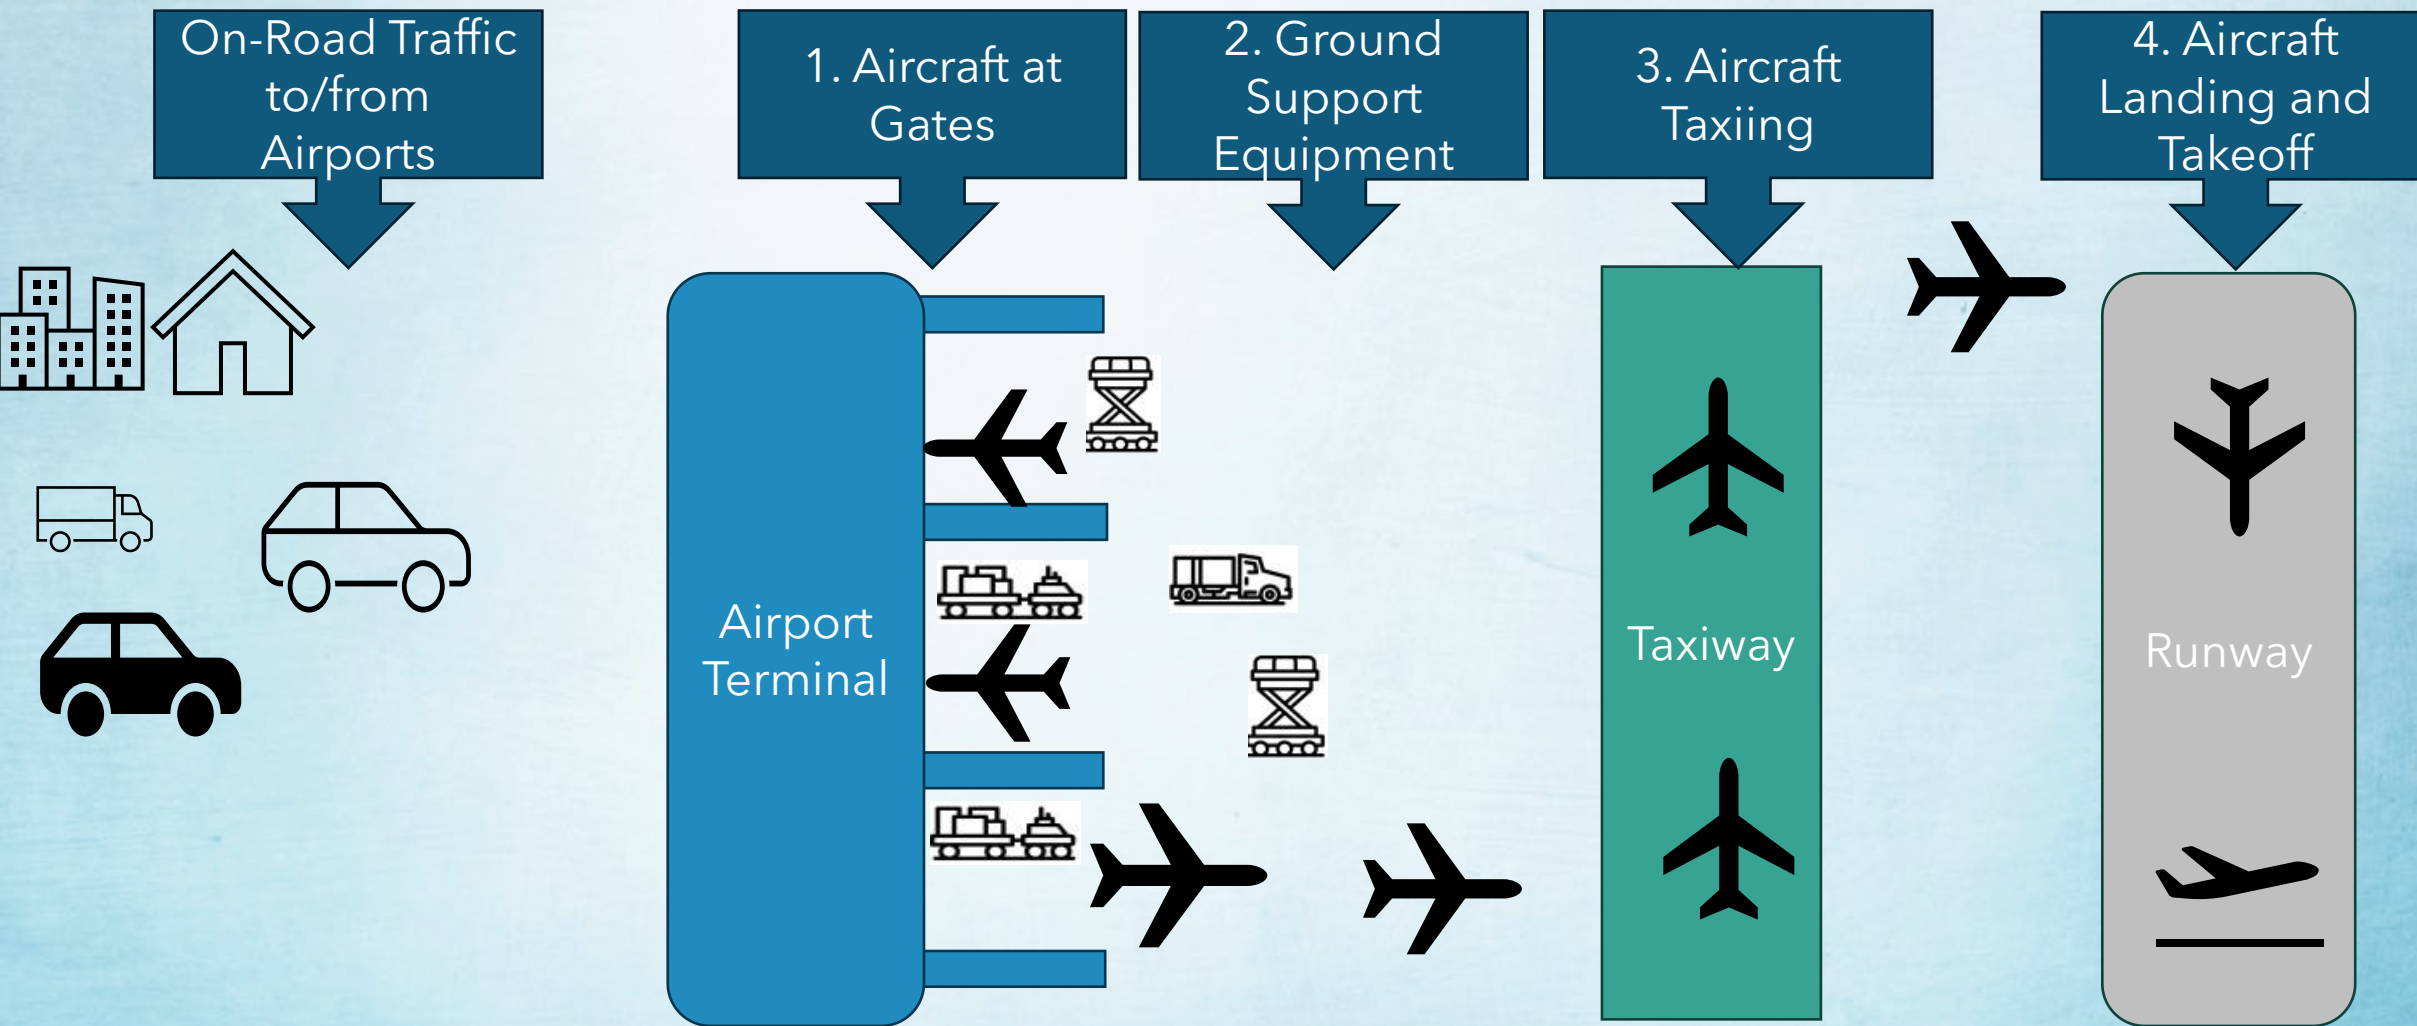 On-Road Traffic
to/from
Airports
1. Aircraft at
Gates
2. Ground
Support
Equipment
3. Aircraft
Taxiing
4. Aircraft
Landing and
Takeoff
Airport
Terminal
Taxiway
Runway